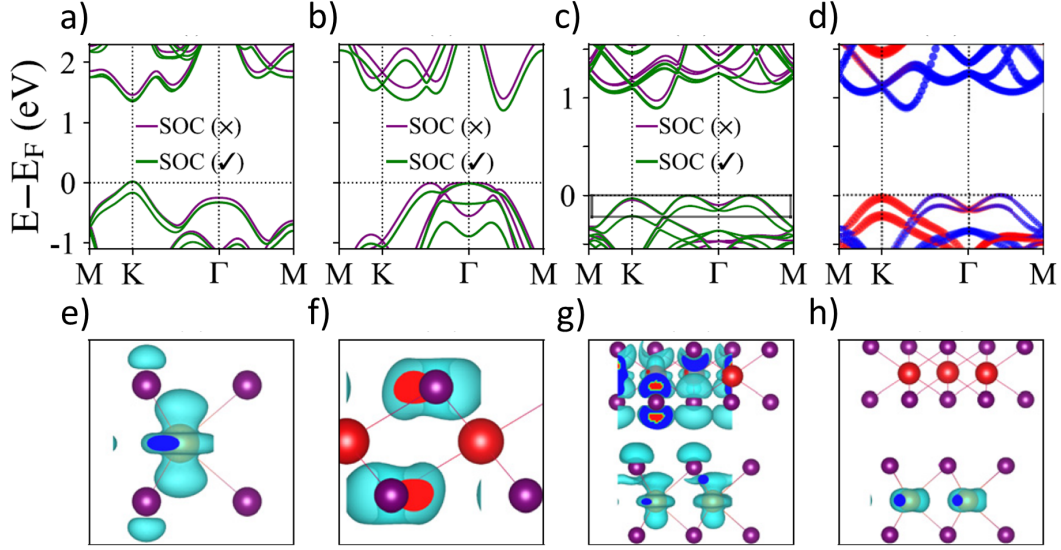 a) b) c) d)
E−E_F (eV)
2
1
0
-1
SOC (×)
SOC (✓)
M K Γ M
SOC (×)
SOC (✓)
M K Γ M
1
0
SOC (×)
SOC (✓)
M K Γ M
M K Γ M
e) f) g) h)